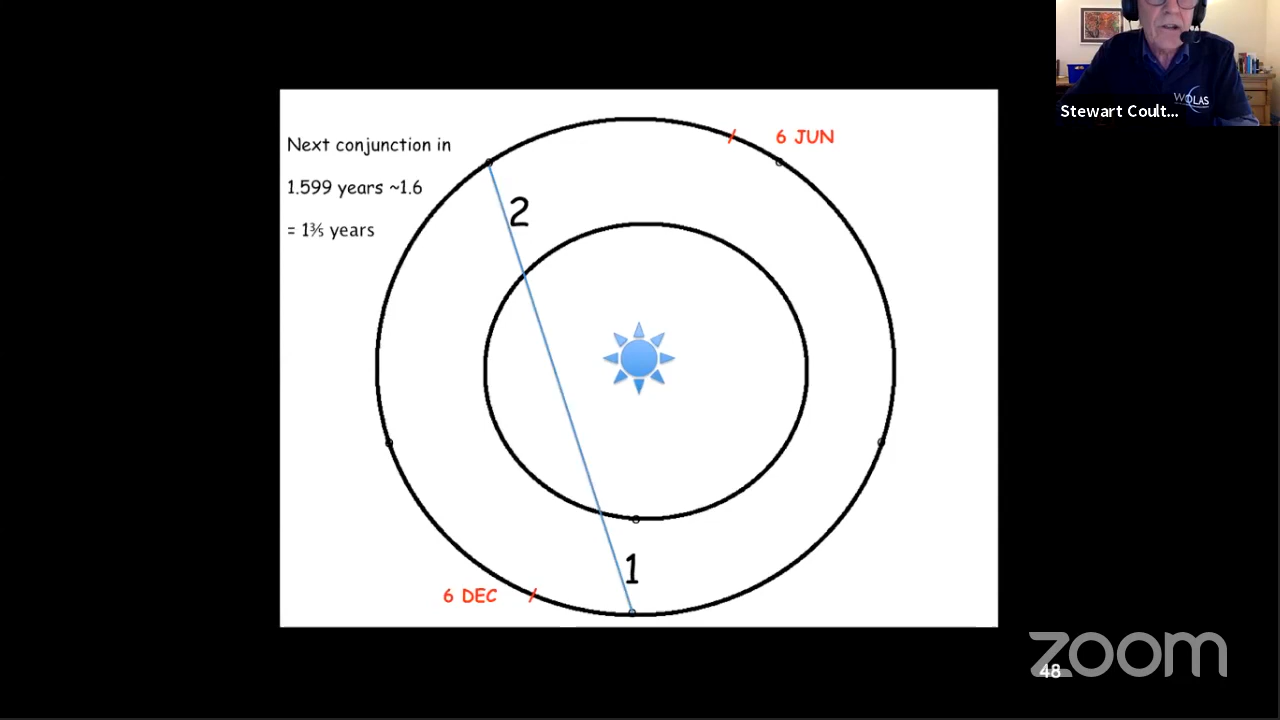 Stewart Coult...
WOLAS
Next conjunction in
1.599 years ~1.6
= 1⅗ years
6 JUN
2
1
6 DEC
zoom
48